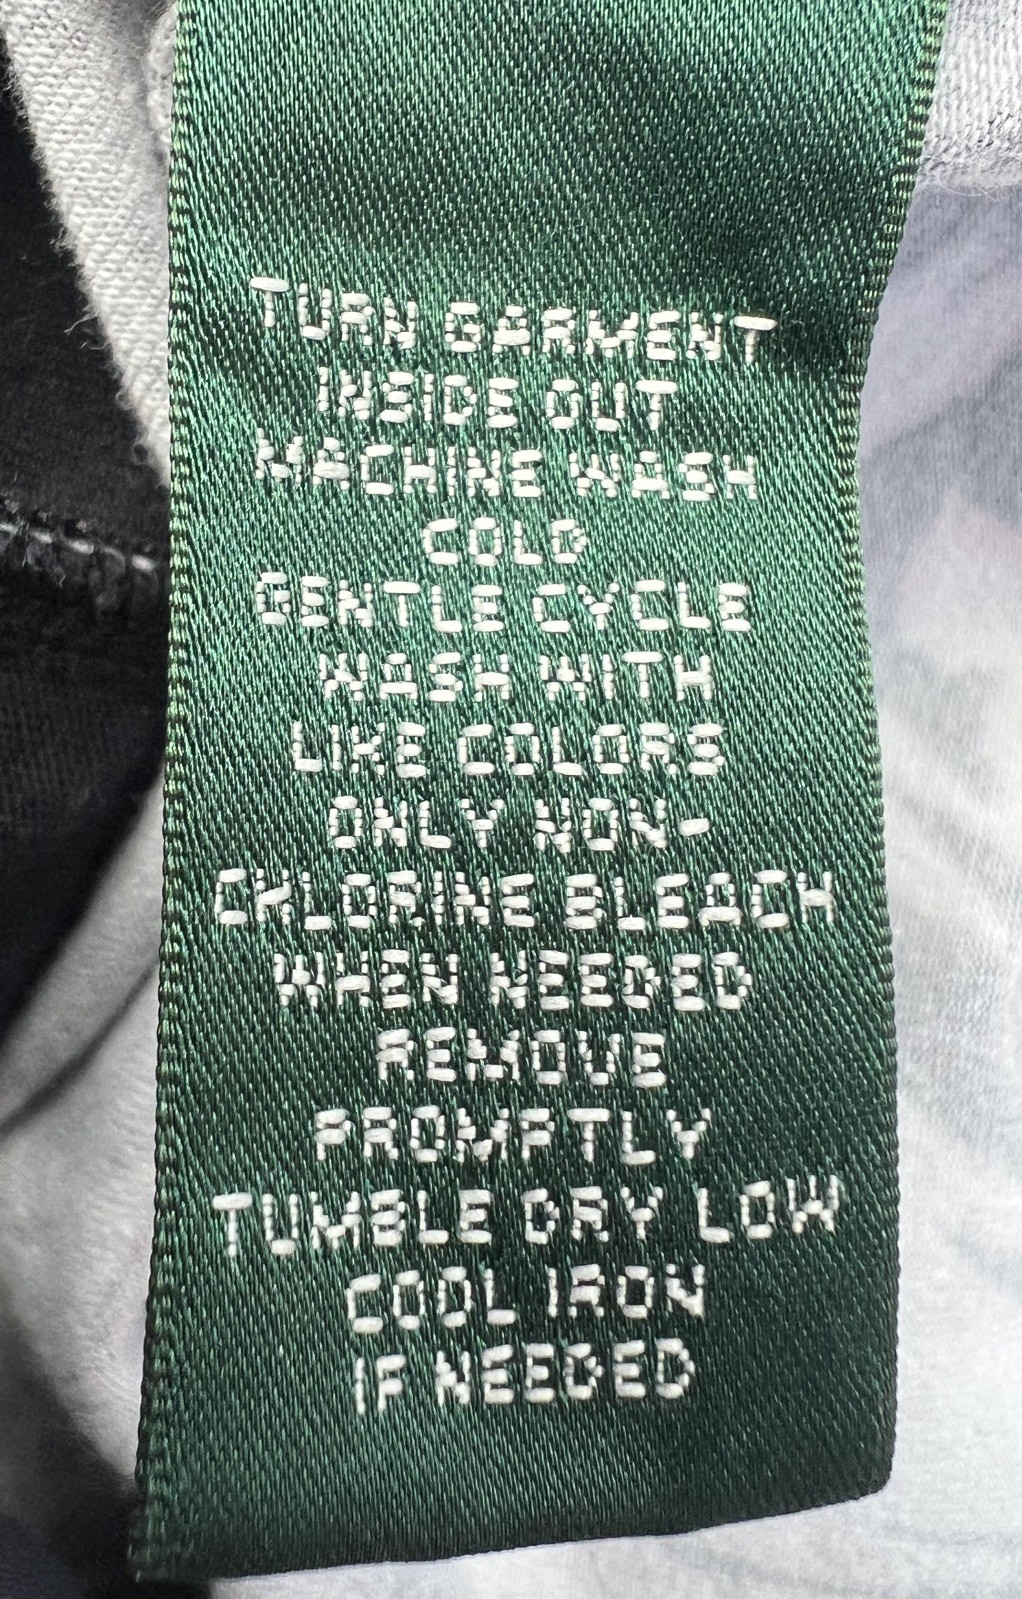 TURN GARMENT
INSIDE OUT
MACHINE WASH
COLD
GENTLE CYCLE
WASH WITH
LIKE COLORS
ONLY NON-
CHLORINE BLEACH
WHEN NEEDED
REMOVE
PROMPTLY
TUMBLE DRY LOW
COOL IRON
IF NEEDED